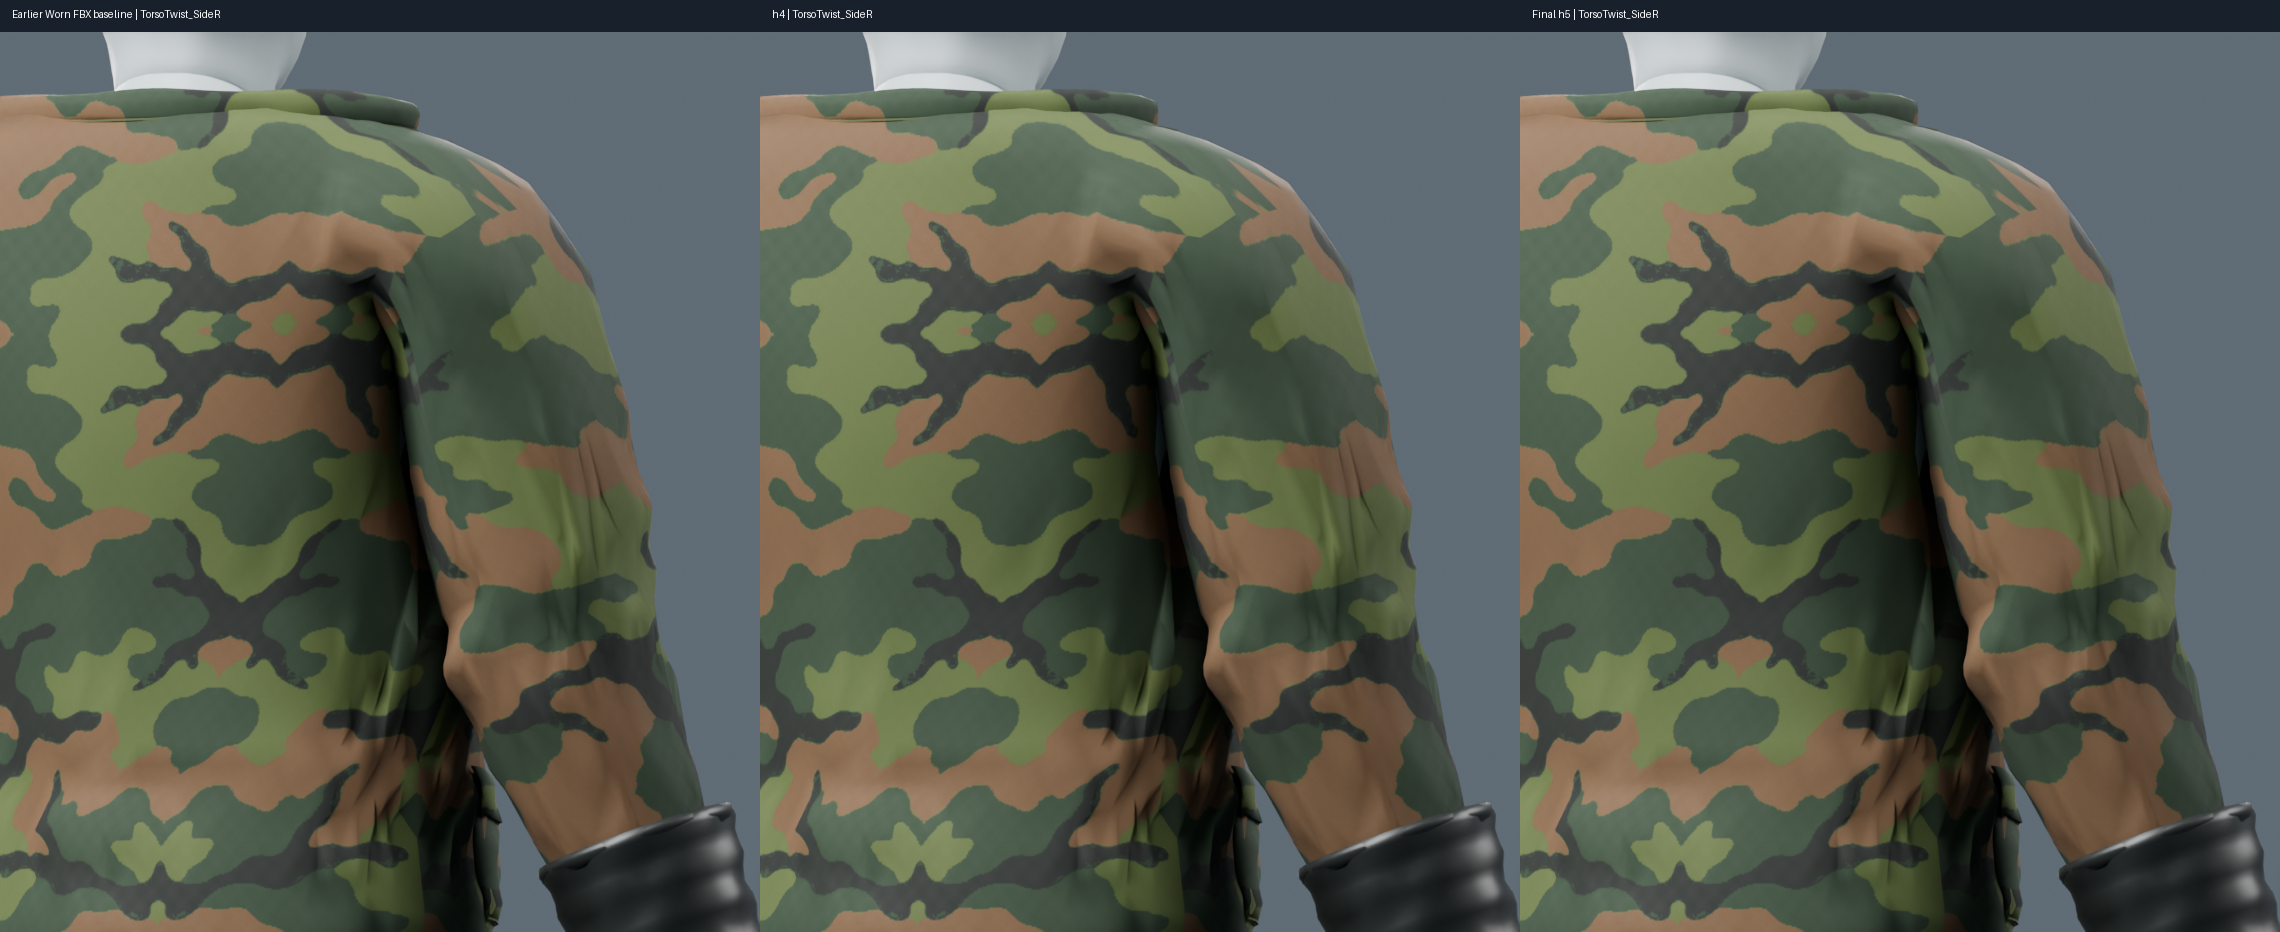 Earlier Worn FBX baseline | TorsoTwist_SideR
h4 | TorsoTwist_SideR
Final h5 | TorsoTwist_SideR